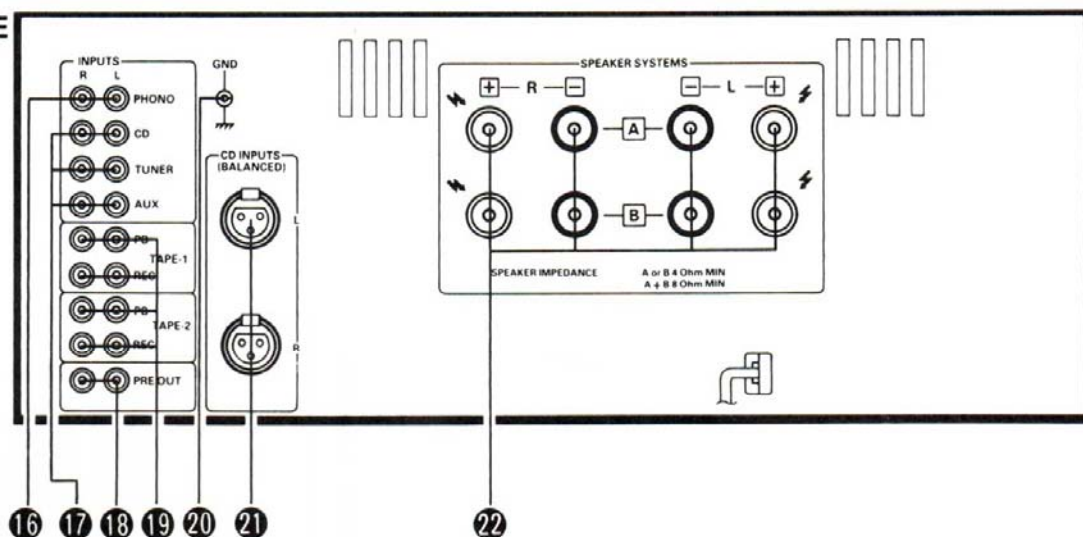 E
INPUTS
R L
PHONO
CD
TUNER
AUX
PB
TAPE-1
REC
PB
TAPE-2
REC
PRE OUT
GND
CD INPUTS
(BALANCED)
L
R
SPEAKER SYSTEMS
+ R − − L +
A
B
SPEAKER IMPEDANCE A or B 4 Ohm MIN
A + B 8 Ohm MIN
16 17 18 19 20 21 22